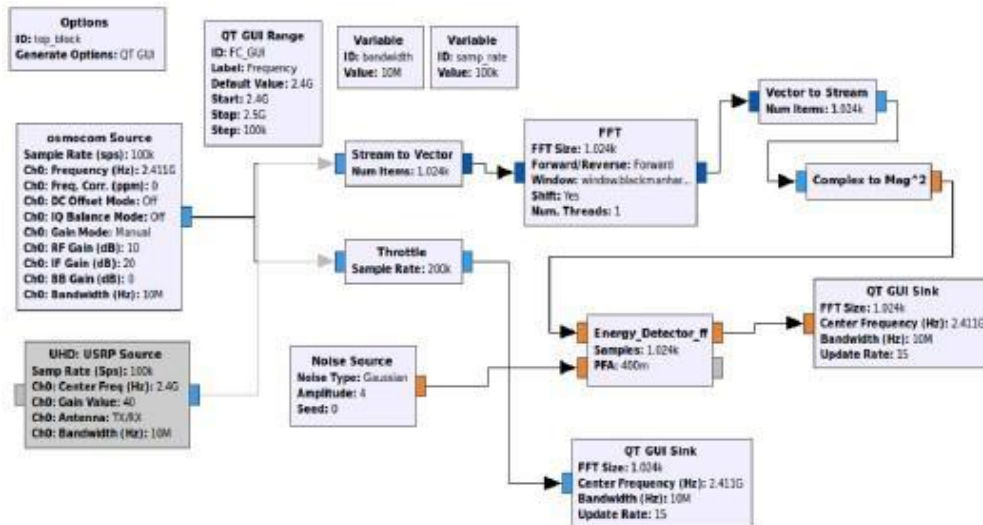 Options
ID: top_block
Generate Options: QT GUI
QT GUI Range
ID: FC_GUI
Label: Frequency
Default Value: 2.4G
Start: 2.4G
Stop: 2.5G
Step: 100k
Variable
ID: bandwidth
Value: 10M
Variable
ID: samp_rate
Value: 100k
osmocom Source
Sample Rate (sps): 100k
Ch0: Frequency (Hz): 2.411G
Ch0: Freq. Corr. (ppm): 0
Ch0: DC Offset Mode: Off
Ch0: IQ Balance Mode: Off
Ch0: Gain Mode: Manual
Ch0: RF Gain (dB): 10
Ch0: IF Gain (dB): 20
Ch0: BB Gain (dB): 0
Ch0: Bandwidth (Hz): 10M
Stream to Vector
Num Items: 1.024k
FFT
FFT Size: 1.024k
Forward/Reverse: Forward
Window: window.blackmanhar...
Shift: Yes
Num. Threads: 1
Vector to Stream
Num Items: 1.024k
Complex to Mag^2
Throttle
Sample Rate: 200k
UHD: USRP Source
Samp Rate (Sps): 100k
Ch0: Center Freq (Hz): 2.4G
Ch0: Gain Value: 40
Ch0: Antenna: TX/RX
Ch0: Bandwidth (Hz): 10M
Noise Source
Noise Type: Gaussian
Amplitude: 4
Seed: 0
Energy_Detector_ff
Samples: 1.024k
PFA: 400m
QT GUI Sink
FFT Size: 1.024k
Center Frequency (Hz): 2.411G
Bandwidth (Hz): 10M
Update Rate: 15
QT GUI Sink
FFT Size: 1.024k
Center Frequency (Hz): 2.411G
Bandwidth (Hz): 10M
Update Rate: 15